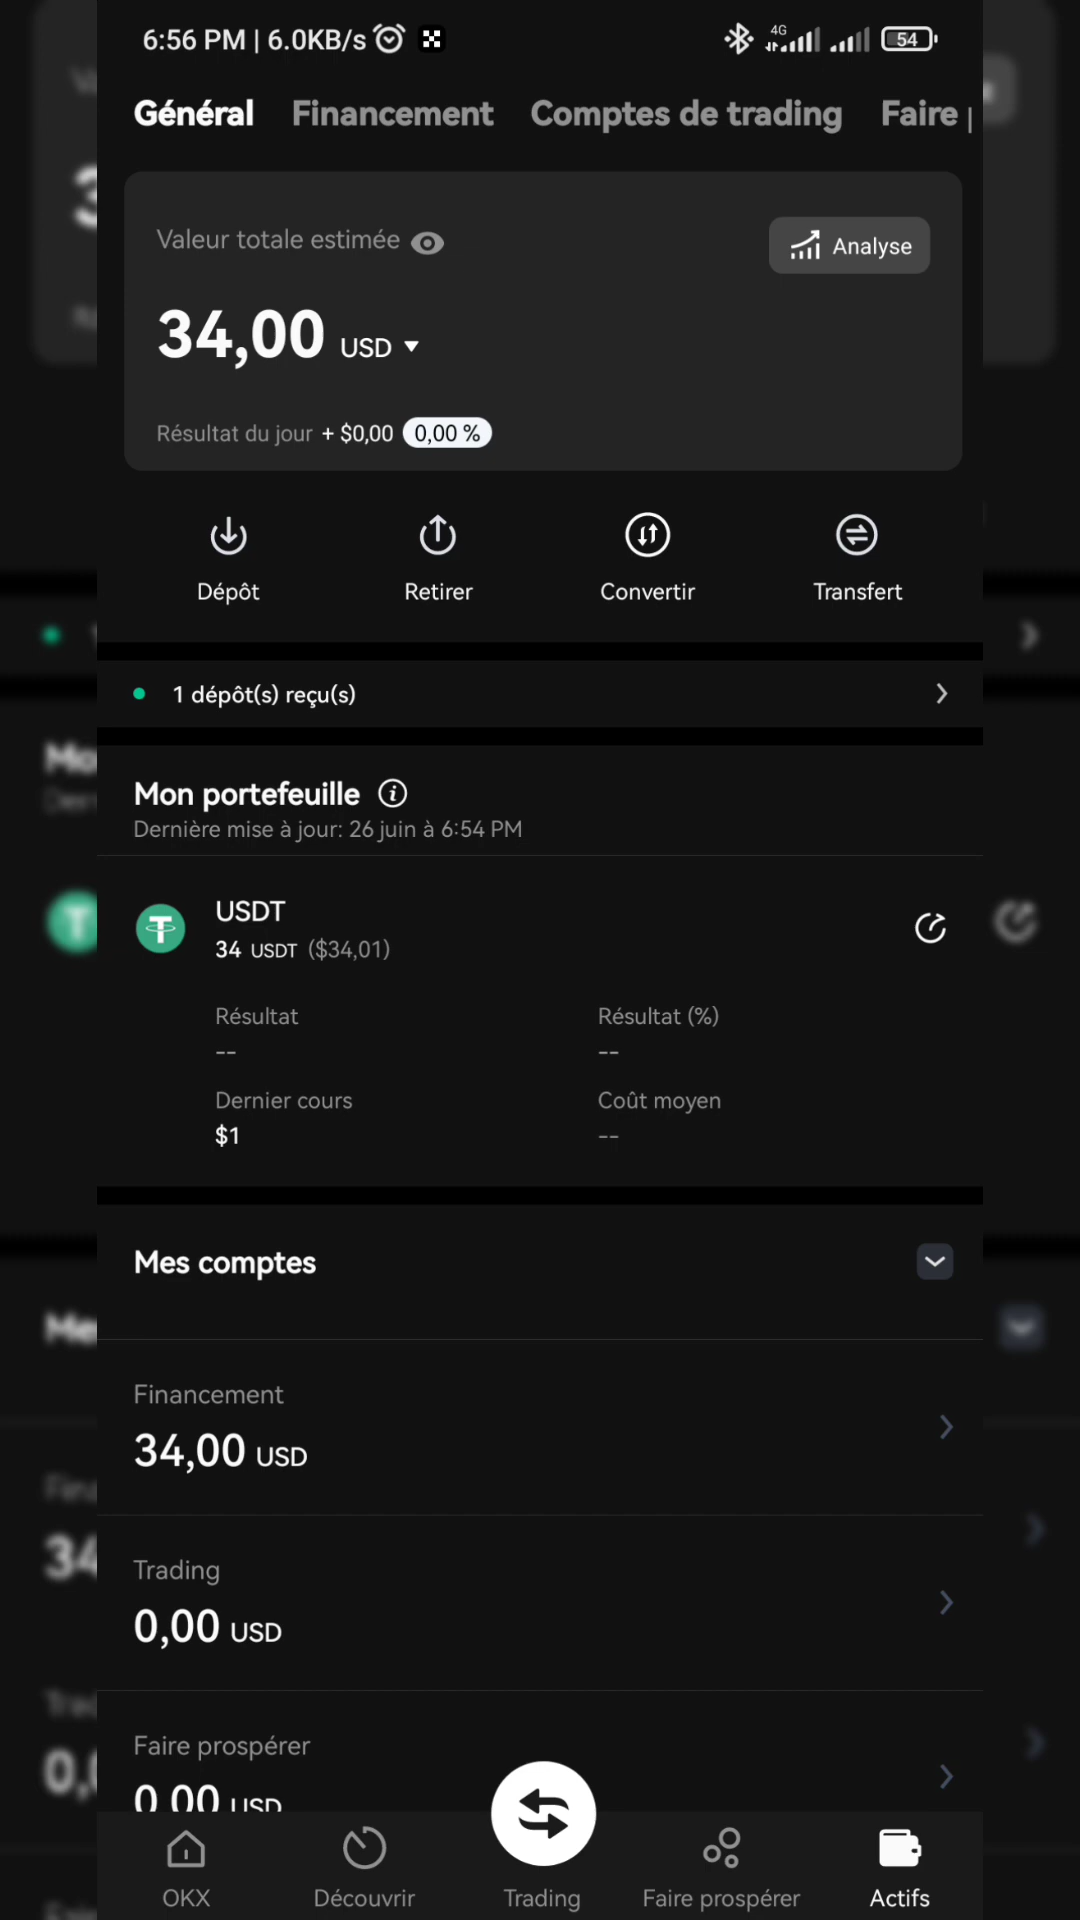 6:56 PM | 6.0KB/s 4G 54
Général Financement Comptes de trading Faire
Valeur totale estimée
Analyse
34,00 USD
Résultat du jour + $0,00 0,00 %
Dépôt Retirer Convertir Transfert
1 dépôt(s) reçu(s)
Mon portefeuille
Dernière mise à jour: 26 juin à 6:54 PM
USDT
34 USDT ($34,01)
Résultat Résultat (%)
-- --
Dernier cours Coût moyen
$1 --
Mes comptes
Financement
34,00 USD
Trading
0,00 USD
Faire prospérer
0,00 USD
OKX Découvrir Trading Faire prospérer Actifs